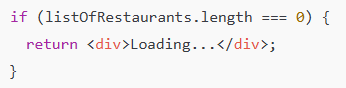 if (listOfRestaurants.length === 0) {
  return <div>Loading...</div>;
}